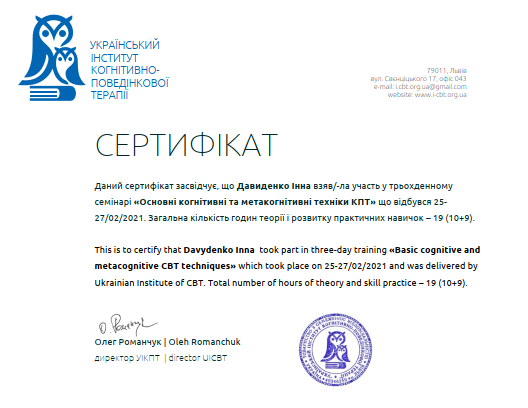 УКРАЇНСЬКИЙ
ІНСТИТУТ
КОГНІТИВНО-
ПОВЕДІНКОВОЇ
ТЕРАПІЇ
79011, Львів
вул. Свєнціцького 17, офіс 043
e-mail: i.cbt.org.ua@gmail.com
website: www.i-cbt.org.ua
СЕРТИФІКАТ
Даний сертифікат засвідчує, що Давиденко Інна взяв/-ла участь у трьохденному
семінарі «Основні когнітивні та метакогнітивні техніки КПТ» що відбувся 25-
27/02/2021. Загальна кількість годин теорії і розвитку практичних навичок – 19 (10+9).
This is to certify that Davydenko Inna took part in three-day training «Basic cognitive and
metacognitive CBT techniques» which took place on 25-27/02/2021 and was delivered by
Ukrainian Institute of CBT. Total number of hours of theory and skill practice – 19 (10+9).
Олег Романчук | Oleh Romanchuk
директор УІКПТ | director UICBT